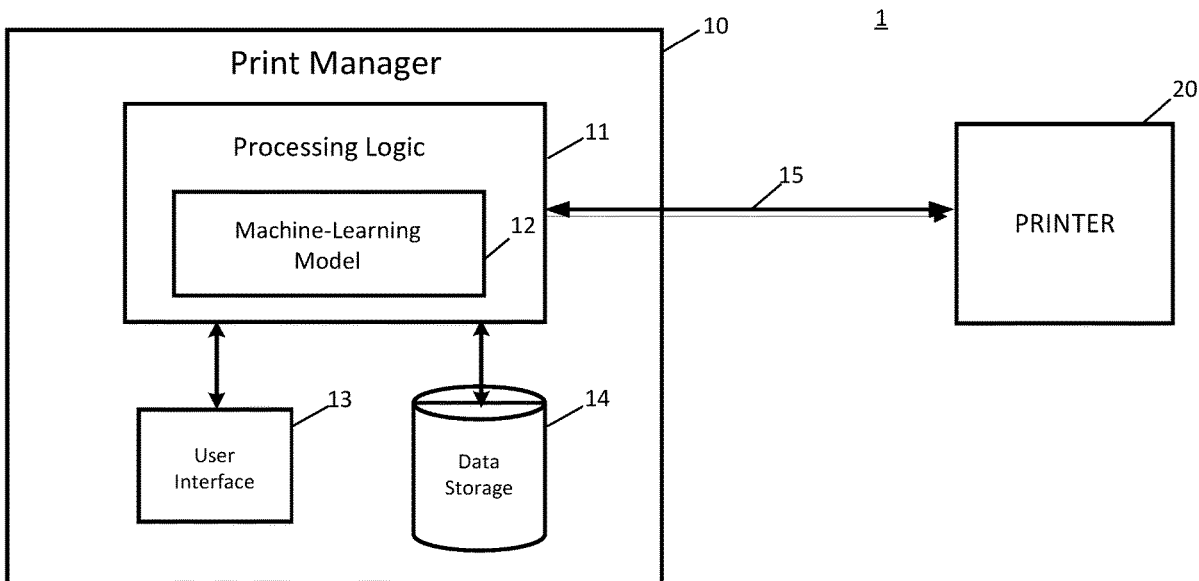 10
1
Print Manager
20
11
Processing Logic
15
12
Machine-Learning
Model
PRINTER
13
14
User
Interface
Data
Storage